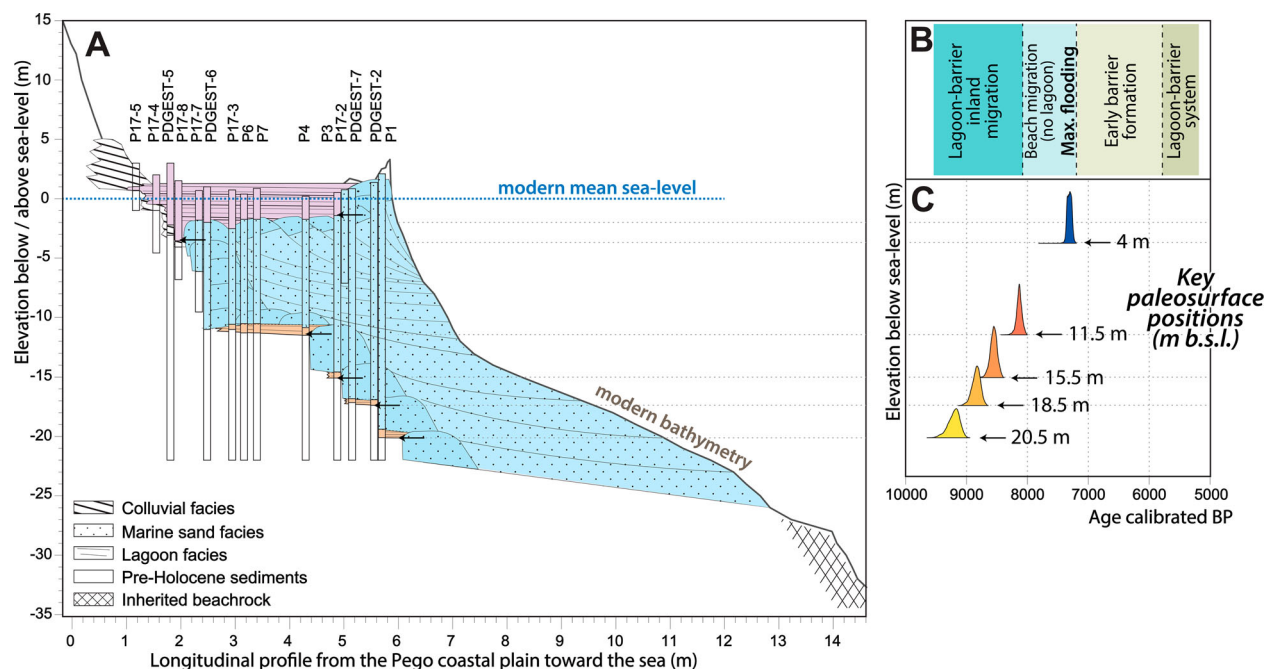 A
Elevation below / above sea-level (m)
15
10
5
0
-5
-10
-15
-20
-25
-30
-35
P17-5
P17-4
PDGEST-5
P17-8
P17-7
PDGEST-6
P17-3
P6
P7
P4
P3
P17-2
PDGEST-7
PDGEST-2
P1
modern mean sea-level
modern bathymetry
Colluvial facies
Marine sand facies
Lagoon facies
Pre-Holocene sediments
Inherited beachrock
0 1 2 3 4 5 6 7 8 9 10 11 12 13 14
Longitudinal profile from the Pego coastal plain toward the sea (m)
B
Lagoon-barrier
inland
migration
Beach migration
(no lagoon)
Max. flooding
Early barrier
formation
Lagoon-barrier
system
C
Elevation below sea-level (m)
4 m
Key
paleosurface
positions
(m b.s.l.)
11.5 m
15.5 m
18.5 m
20.5 m
10000 9000 8000 7000 6000 5000
Age calibrated BP